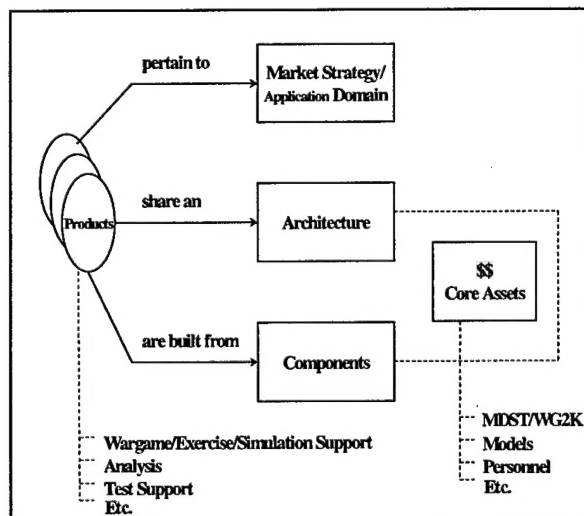 pertain to
Market Strategy/
Application Domain
Products
share an
Architecture
$$
Core Assets
are built from
Components
Wargame/Exercise/Simulation Support
Analysis
Test Support
Etc.
MDST/WG2K
Models
Personnel
Etc.